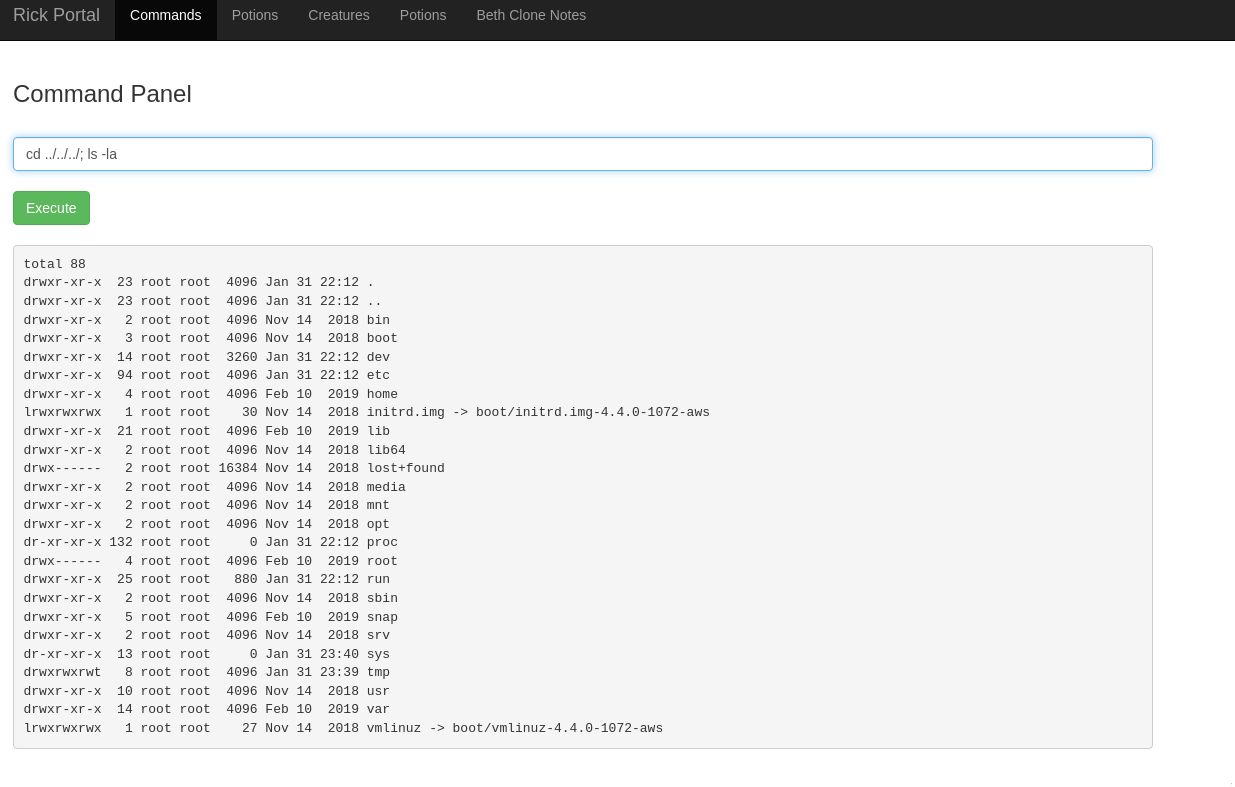 Rick Portal Commands Potions Creatures Potions Beth Clone Notes
Command Panel
cd ../../../; ls -la
Execute
total 88
drwxr-xr-x  23 root root  4096 Jan 31 22:12 .
drwxr-xr-x  23 root root  4096 Jan 31 22:12 ..
drwxr-xr-x   2 root root  4096 Nov 14  2018 bin
drwxr-xr-x   3 root root  4096 Nov 14  2018 boot
drwxr-xr-x  14 root root  3260 Jan 31 22:12 dev
drwxr-xr-x  94 root root  4096 Jan 31 22:12 etc
drwxr-xr-x   4 root root  4096 Feb 10  2019 home
lrwxrwxrwx   1 root root    30 Nov 14  2018 initrd.img -> boot/initrd.img-4.4.0-1072-aws
drwxr-xr-x  21 root root  4096 Feb 10  2019 lib
drwxr-xr-x   2 root root  4096 Nov 14  2018 lib64
drwx------   2 root root 16384 Nov 14  2018 lost+found
drwxr-xr-x   2 root root  4096 Nov 14  2018 media
drwxr-xr-x   2 root root  4096 Nov 14  2018 mnt
drwxr-xr-x   2 root root  4096 Nov 14  2018 opt
dr-xr-xr-x 132 root root     0 Jan 31 22:12 proc
drwx------   4 root root  4096 Feb 10  2019 root
drwxr-xr-x  25 root root   880 Jan 31 22:12 run
drwxr-xr-x   2 root root  4096 Nov 14  2018 sbin
drwxr-xr-x   5 root root  4096 Feb 10  2019 snap
drwxr-xr-x   2 root root  4096 Nov 14  2018 srv
dr-xr-xr-x  13 root root     0 Jan 31 23:40 sys
drwxrwxrwt   8 root root  4096 Jan 31 23:39 tmp
drwxr-xr-x  10 root root  4096 Nov 14  2018 usr
drwxr-xr-x  14 root root  4096 Feb 10  2019 var
lrwxrwxrwx   1 root root    27 Nov 14  2018 vmlinuz -> boot/vmlinuz-4.4.0-1072-aws